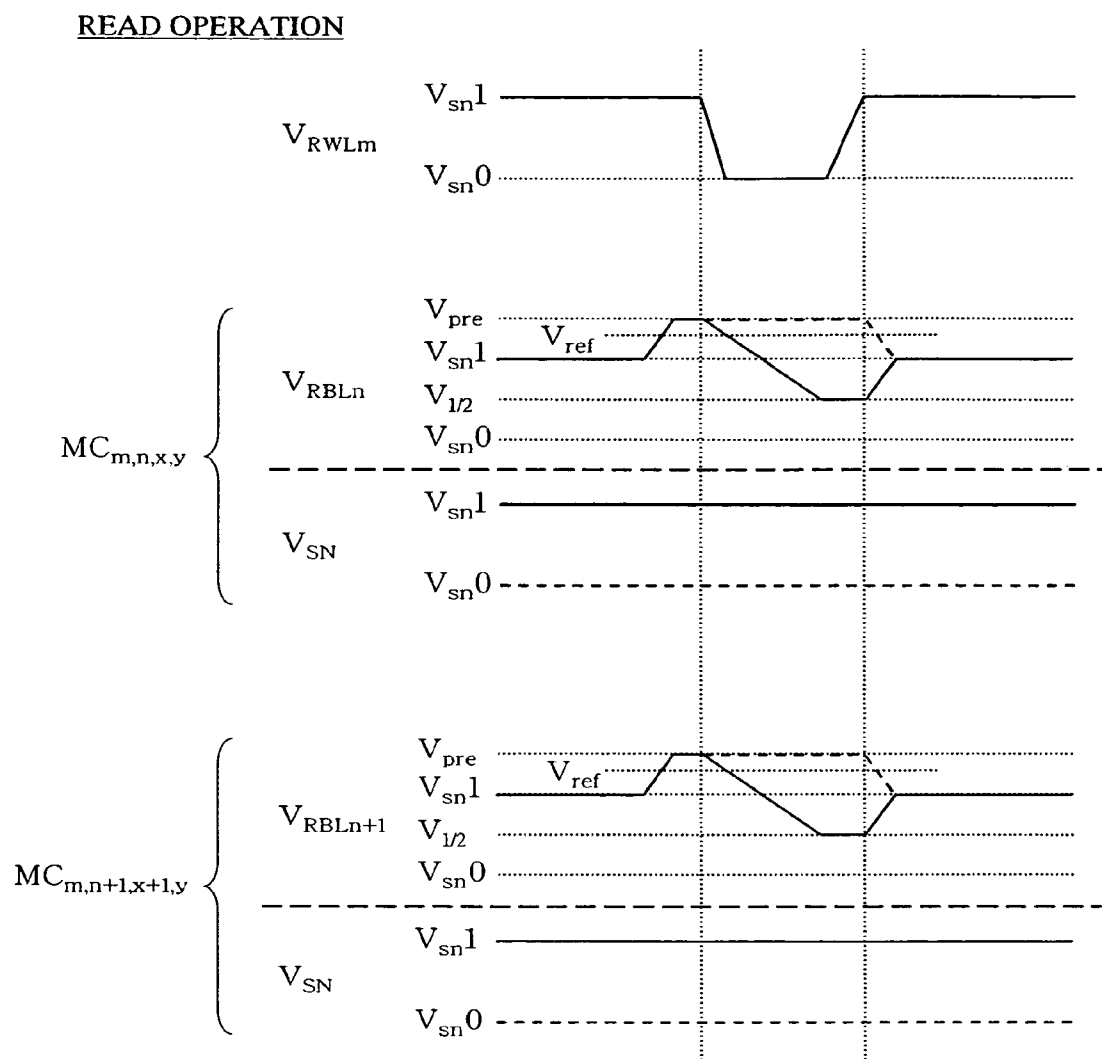 READ OPERATION
V_sn1
V_RWLm
V_sn0
V_pre
V_ref
V_sn1
V_RBLn
V_1/2
V_sn0
MC_m,n,x,y
V_sn1
V_SN
V_sn0
V_pre
V_ref
V_sn1
V_RBLn+1
V_1/2
V_sn0
MC_m,n+1,x+1,y
V_sn1
V_SN
V_sn0